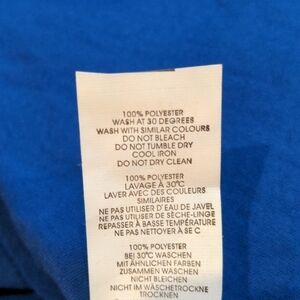 100% POLYESTER
WASH AT 30 DEGREES
WASH WITH SIMILAR COLOURS
DO NOT BLEACH
DO NOT TUMBLE DRY
COOL IRON
DO NOT DRY CLEAN
100% POLYESTER
LAVAGE À 30°C
LAVER AVEC DES COULEURS
SIMILAIRES
NE PAS UTILISER D'EAU DE JAVEL
NE PAS UTILISER DE SÈCHE-LINGE
REPASSER À BASSE TEMPÉRATURE
NE PAS NETTOYER À SEC
100% POLYESTER
BEI 30°C WASCHEN
MIT ÄHNLICHEN FARBEN
ZUSAMMEN WASCHEN
NICHT BLEICHEN
NICHT IM WÄSCHETROCKNE
TROCKNEN